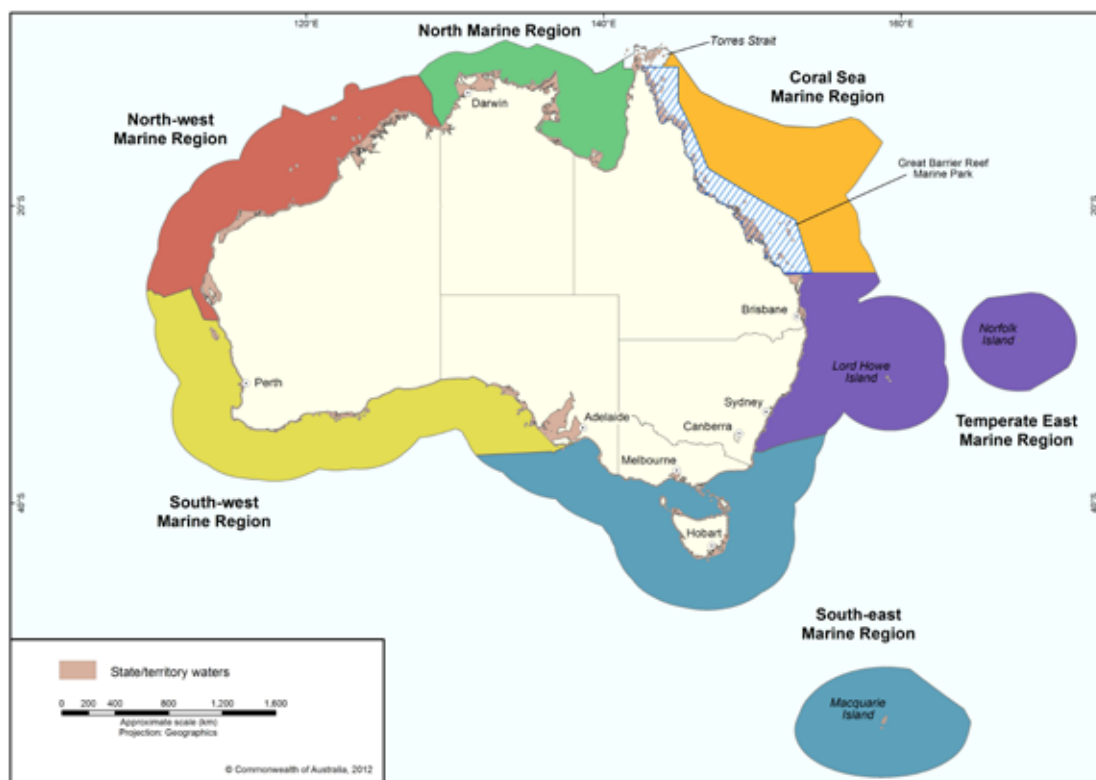 120°E
140°E
160°E
North Marine Region
Torres Strait
Coral Sea
Marine Region
Darwin
North-west
Marine Region
Great Barrier Reef
Marine Park
20°S
20°S
Brisbane
Norfolk
Island
Lord Howe
Island
Perth
Sydney
Adelaide
Canberra
Temperate East
Marine Region
Melbourne
South-west
Marine Region
40°S
40°S
Hobart
South-east
Marine Region
Macquarie
Island
State/territory waters
0 200 400 800 1,200 1,600
Approximate scale (km)
Projection: Geographics
© Commonwealth of Australia, 2012